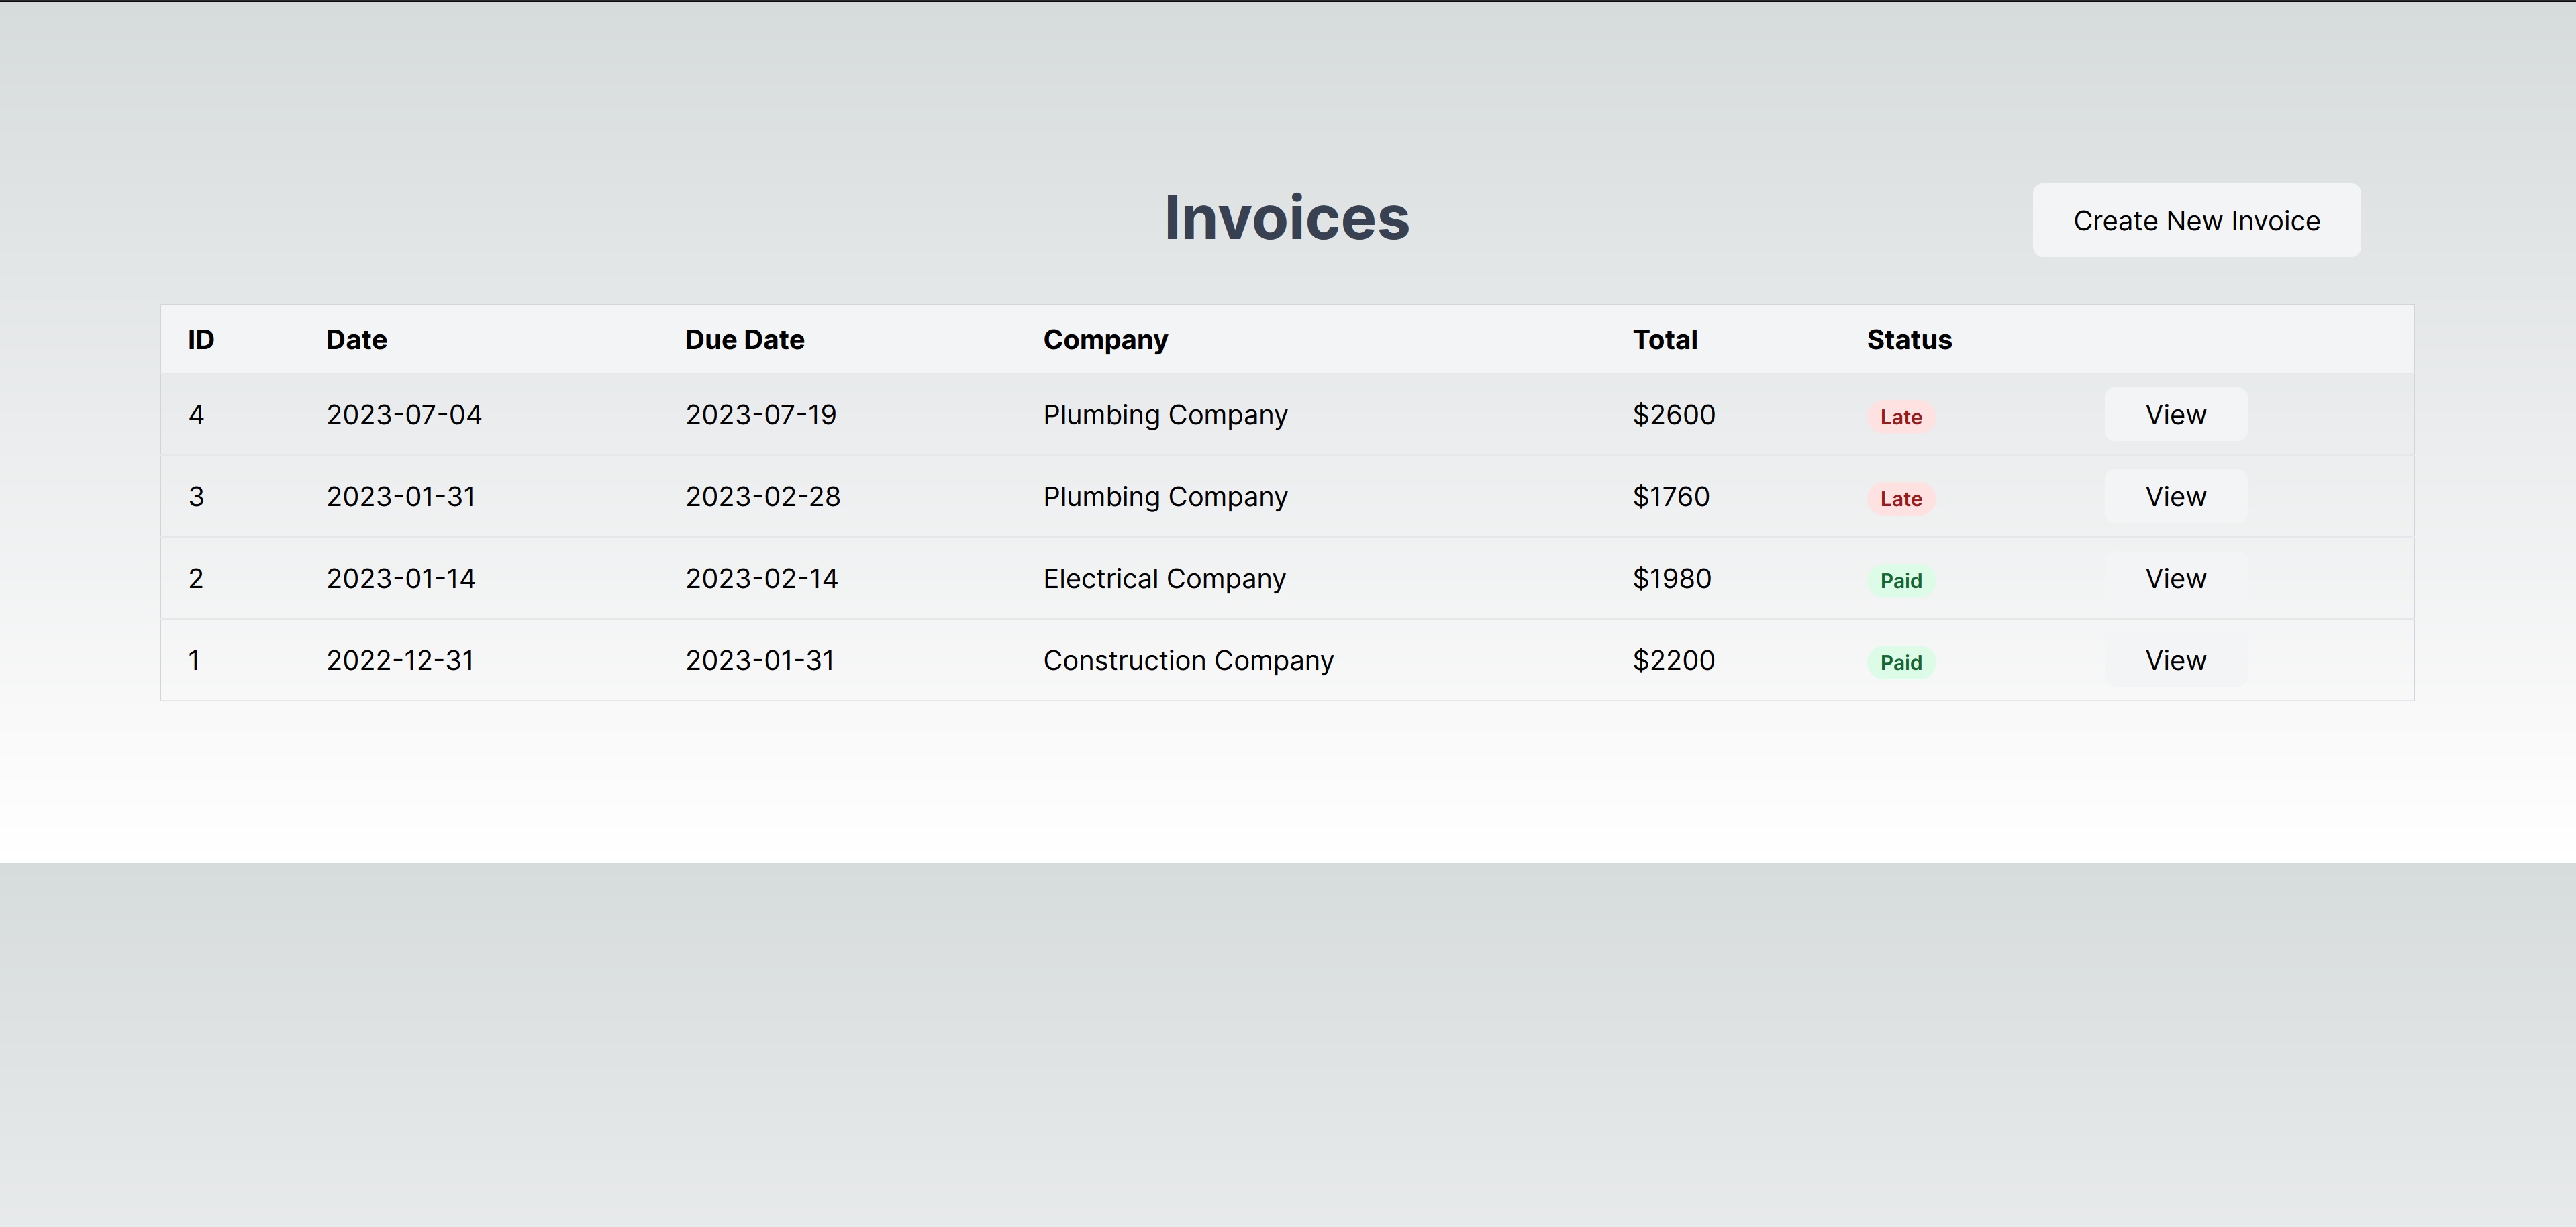 Invoices
Create New Invoice
ID Date Due Date Company Total Status
4 2023-07-04 2023-07-19 Plumbing Company $2600 Late View
3 2023-01-31 2023-02-28 Plumbing Company $1760 Late View
2 2023-01-14 2023-02-14 Electrical Company $1980 Paid View
1 2022-12-31 2023-01-31 Construction Company $2200 Paid View